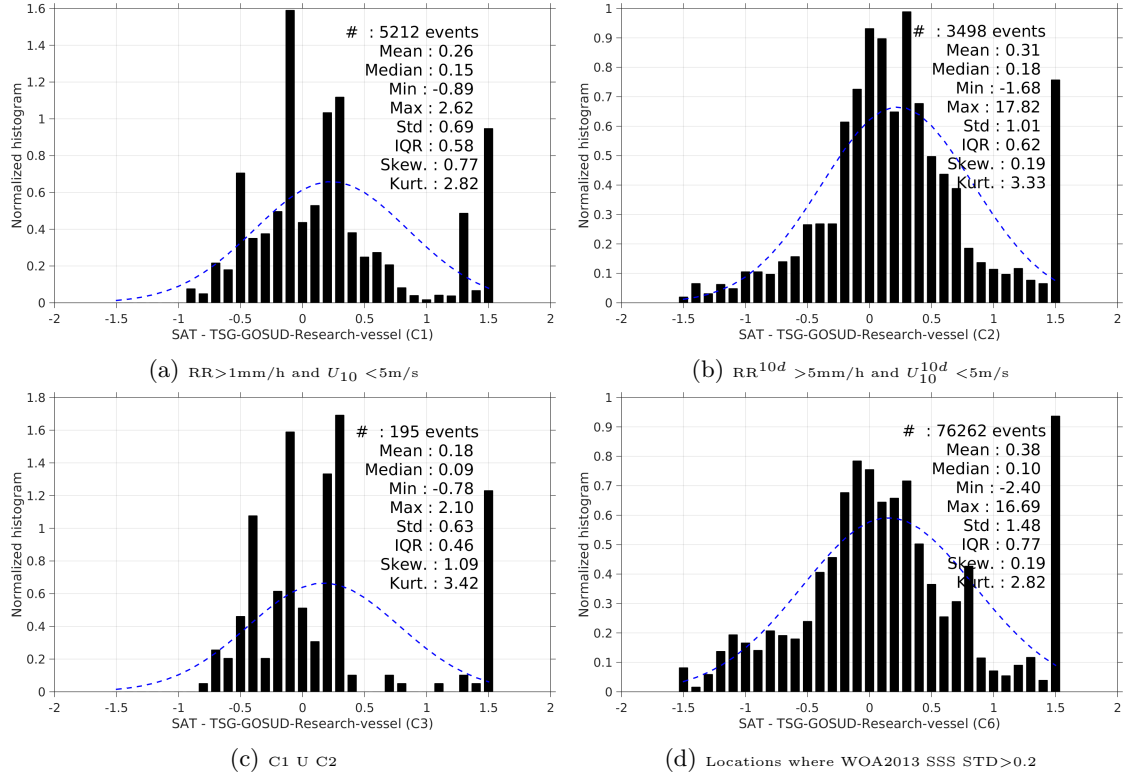 1.6
1.4
1.2
1
0.8
0.6
0.4
0.2
0
Normalized histogram
# : 5212 events
Mean : 0.26
Median : 0.15
Min : -0.89
Max : 2.62
Std : 0.69
IQR : 0.58
Skew. : 0.77
Kurt. : 2.82
-2 -1.5 -1 -0.5 0 0.5 1 1.5 2
SAT - TSG-GOSUD-Research-vessel (C1)
(a) RR>1mm/h and U10 <5m/s
1
0.9
0.8
0.7
0.6
0.5
0.4
0.3
0.2
0.1
0
Normalized histogram
# : 3498 events
Mean : 0.31
Median : 0.18
Min : -1.68
Max : 17.82
Std : 1.01
IQR : 0.62
Skew. : 0.19
Kurt. : 3.33
-2 -1.5 -1 -0.5 0 0.5 1 1.5 2
SAT - TSG-GOSUD-Research-vessel (C2)
(b) RR10d >5mm/h and U10d10 <5m/s
1.8
1.6
1.4
1.2
1
0.8
0.6
0.4
0.2
0
Normalized histogram
# : 195 events
Mean : 0.18
Median : 0.09
Min : -0.78
Max : 2.10
Std : 0.63
IQR : 0.46
Skew. : 1.09
Kurt. : 3.42
-2 -1.5 -1 -0.5 0 0.5 1 1.5 2
SAT - TSG-GOSUD-Research-vessel (C3)
(c) C1 U C2
1
0.9
0.8
0.7
0.6
0.5
0.4
0.3
0.2
0.1
0
Normalized histogram
# : 76262 events
Mean : 0.38
Median : 0.10
Min : -2.40
Max : 16.69
Std : 1.48
IQR : 0.77
Skew. : 0.19
Kurt. : 2.82
-2 -1.5 -1 -0.5 0 0.5 1 1.5 2
SAT - TSG-GOSUD-Research-vessel (C6)
(d) Locations where WOA2013 SSS STD>0.2